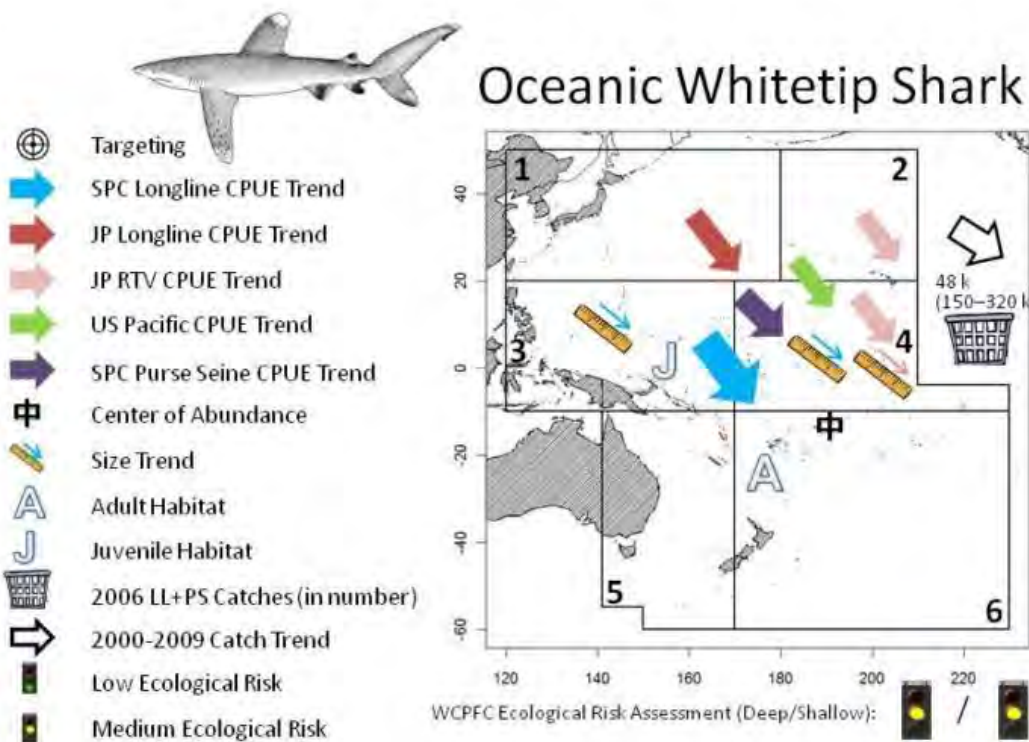 Oceanic Whitetip Shark
Targeting
SPC Longline CPUE Trend
JP Longline CPUE Trend
JP RTV CPUE Trend
US Pacific CPUE Trend
SPC Purse Seine CPUE Trend
中 Center of Abundance
Size Trend
A Adult Habitat
J Juvenile Habitat
2006 LL+PS Catches (in number)
2000-2009 Catch Trend
Low Ecological Risk
Medium Ecological Risk
1
2
48 k
(150–320 k
3
J
4
中
A
5
6
40
20
0
-20
-40
-60
120 140 160 180 200 220
WCPFC Ecological Risk Assessment (Deep/Shallow): /